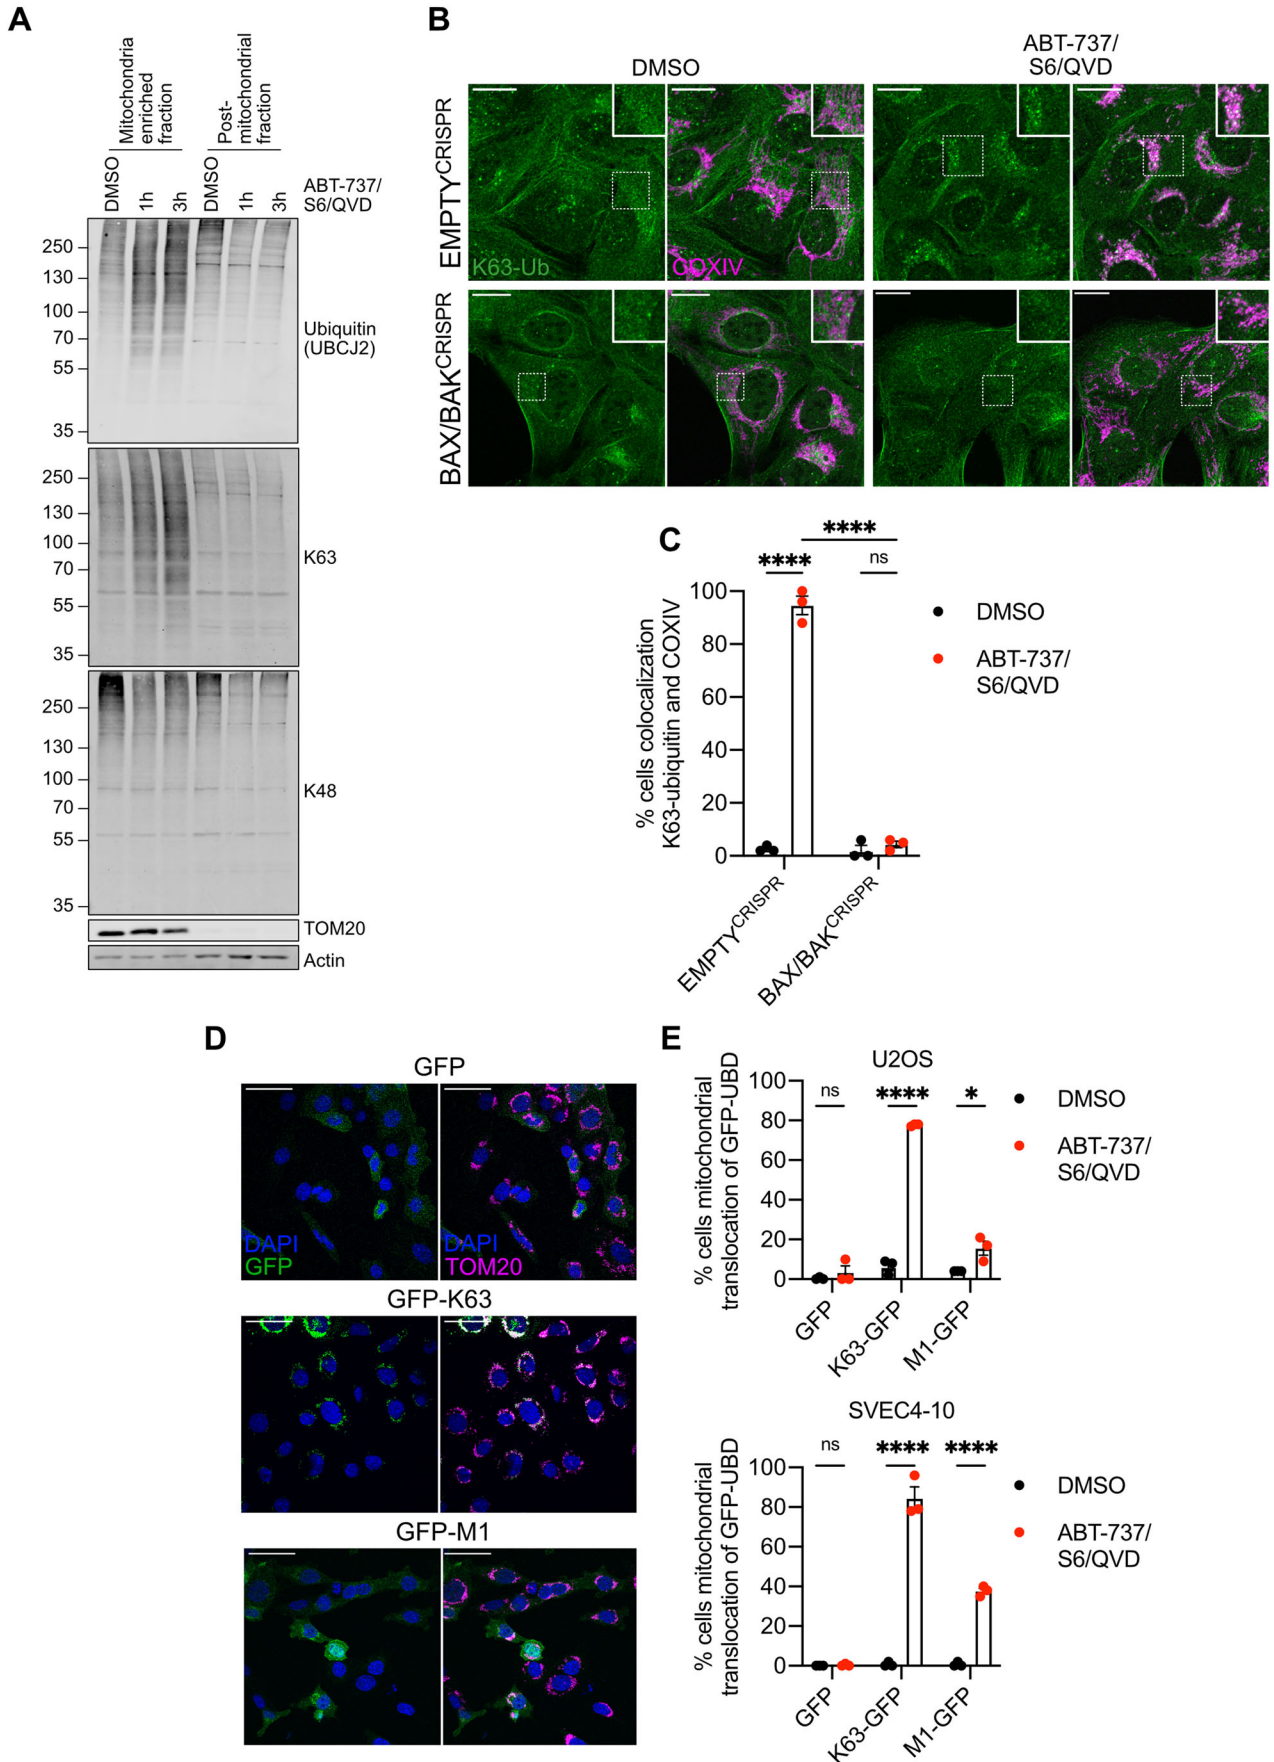 A
Mitochondria
enriched
fraction
Post-
mitochondrial
fraction
DMSO
1h
3h
DMSO
1h
3h
ABT-737/
S6/QVD
250
130
100
70
55
35
Ubiquitin
(UBCJ2)
250
130
100
70
55
35
K63
250
130
100
70
55
35
K48
TOM20
Actin
B
DMSO
ABT-737/
S6/QVD
EMPTYCRISPR
K63-Ub
COXIV
BAX/BAKCRISPR
C
****
****
ns
% cells colocalization
K63-ubiquitin and COXIV
100
80
60
40
20
0
EMPTYCRISPR
BAX/BAKCRISPR
DMSO
ABT-737/
S6/QVD
D
GFP
DAPI
GFP
DAPI
TOM20
GFP-K63
GFP-M1
E
U2OS
% cells mitochondrial
translocation of GFP-UBD
100
80
60
40
20
0
ns
****
*
GFP
K63-GFP
M1-GFP
DMSO
ABT-737/
S6/QVD
SVEC4-10
% cells mitochondrial
translocation of GFP-UBD
100
80
60
40
20
0
ns
****
****
GFP
K63-GFP
M1-GFP
DMSO
ABT-737/
S6/QVD